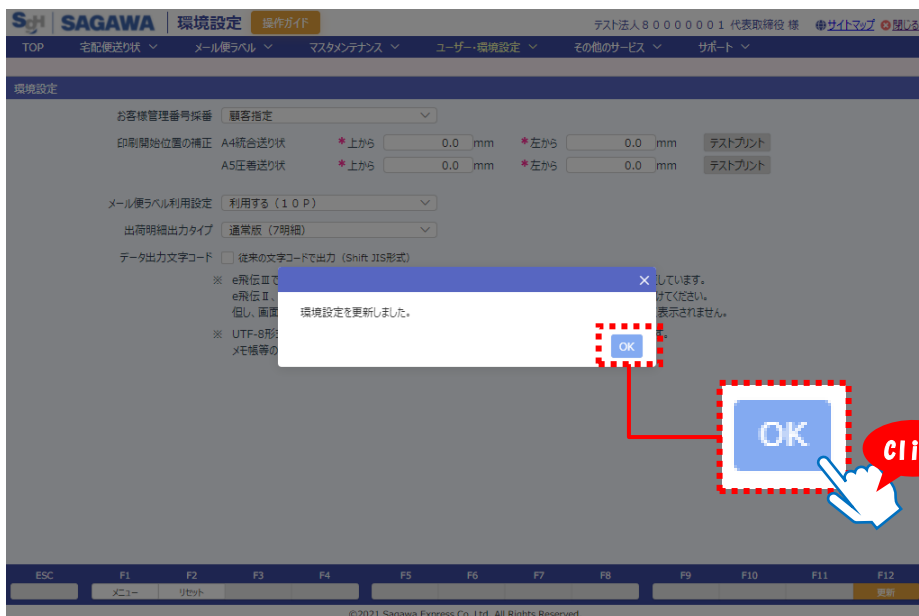 SGH SAGAWA 環境設定 操作ガイド テスト法人80000001 代表取締役 様 サイトマップ 閉じる
TOP 宅配便送り状 メール便ラベル マスタメンテナンス ユーザー・環境設定 その他のサービス サポート
環境設定
お客様管理番号採番 顧客指定
印刷開始位置の補正 A4統合送り状 *上から 0.0 mm *左から 0.0 mm テストプリント
A5圧着送り状 *上から 0.0 mm *左から 0.0 mm テストプリント
メール便ラベル利用設定 利用する(10P)
出荷明細出力タイプ 通常版 (7明細)
データ出力文字コード 従来の文字コードで出力 (Shift JIS形式)
※ e飛伝Ⅲで しています。
e飛伝Ⅱ、 けてください。
但し、画面 表示されません。
環境設定を更新しました。
※ UTF-8形 す。
メモ帳等の
OK
OK
Cli
ESC F1 F2 F3 F4 F5 F6 F7 F8 F9 F10 F11 F12
メニュー リセット 更新
©2021 Sagawa Express Co.,Ltd. All Rights Reserved.